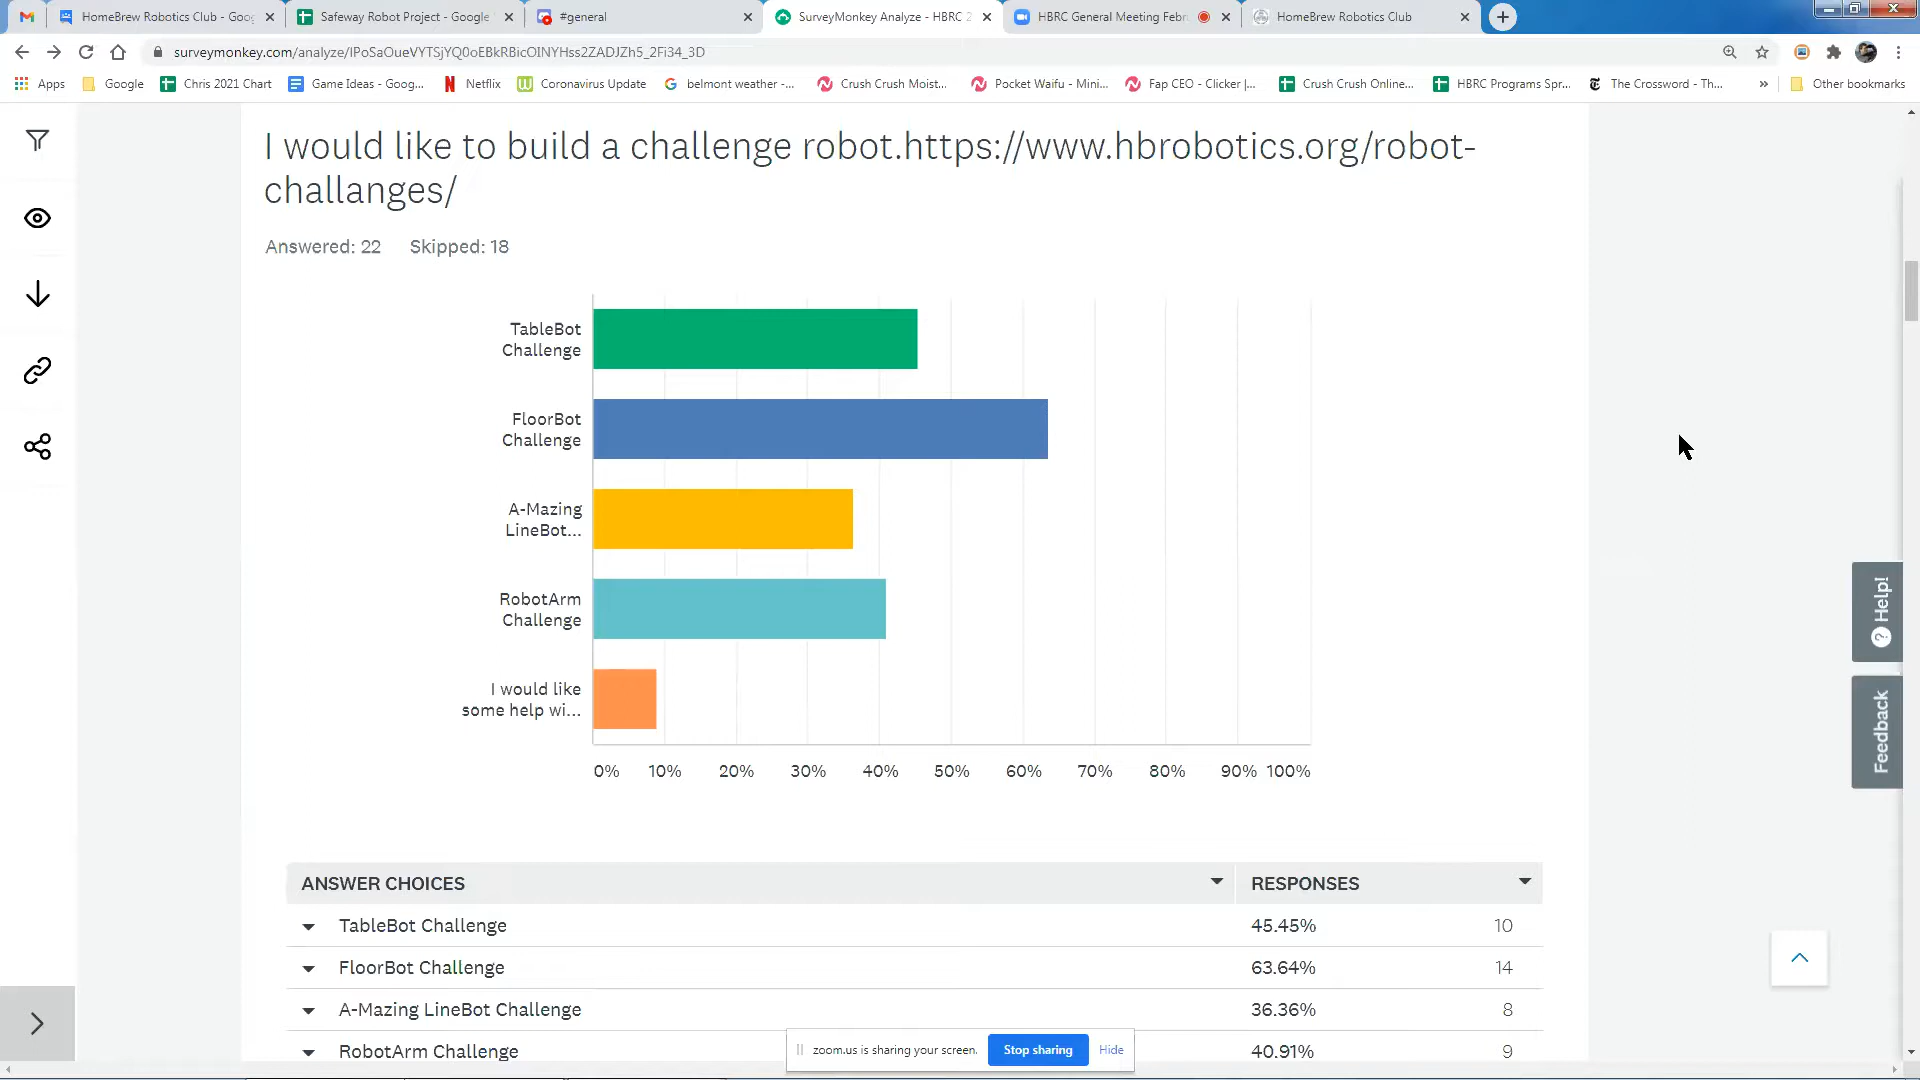 HomeBrew Robotics Club - Goog
Safeway Robot Project - Google
#general
SurveyMonkey Analyze - HBRC 2
HBRC General Meeting Febru
HomeBrew Robotics Club
surveymonkey.com/analyze/IPoSaOueVYTSjYQ0oEBkRBicOINYHss2ZADJZh5_2Fi34_3D
Apps
Google
Chris 2021 Chart
Game Ideas - Goog...
Netflix
Coronavirus Update
belmont weather -...
Crush Crush Moist...
Pocket Waifu - Mini...
Fap CEO - Clicker |...
Crush Crush Online...
HBRC Programs Spr...
The Crossword - Th...
»
Other bookmarks
I would like to build a challenge robot.https://www.hbrobotics.org/robot-
challanges/
Answered: 22 Skipped: 18
TableBot
Challenge
FloorBot
Challenge
A-Mazing
LineBot...
RobotArm
Challenge
I would like
some help wi...
0% 10% 20% 30% 40% 50% 60% 70% 80% 90% 100%
Help!
Feedback
ANSWER CHOICES RESPONSES
TableBot Challenge 45.45% 10
FloorBot Challenge 63.64% 14
A-Mazing LineBot Challenge 36.36% 8
RobotArm Challenge 40.91% 9
zoom.us is sharing your screen. Stop sharing Hide